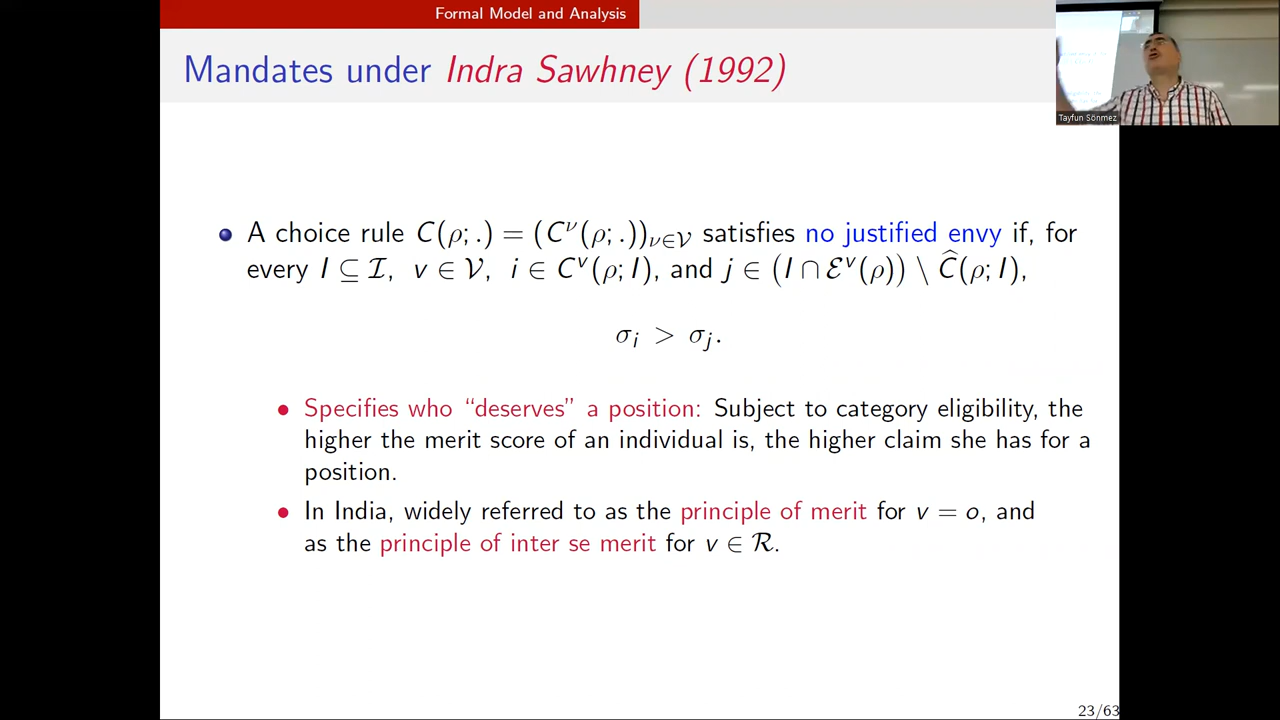 Formal Model and Analysis
Mandates under Indra Sawhney (1992)
Tayfun Sönmez
A choice rule C(ρ; .) = (C^ν(ρ; .))_{ν∈𝒱} satisfies no justified envy if, for
every I ⊆ ℐ, v ∈ 𝒱, i ∈ C^v(ρ; I), and j ∈ (I ∩ ℰ^v(ρ)) \ Ĉ(ρ; I),
σ_i > σ_j.
Specifies who “deserves” a position: Subject to category eligibility, the
higher the merit score of an individual is, the higher claim she has for a
position.
In India, widely referred to as the principle of merit for v = o, and
as the principle of inter se merit for v ∈ ℛ.
23/63